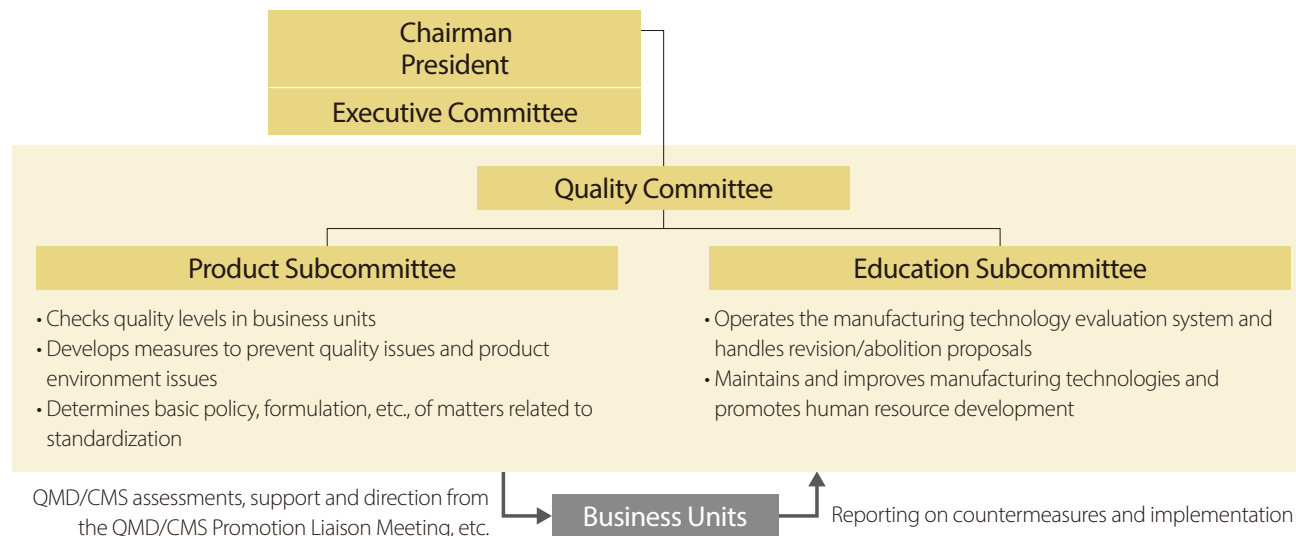 Chairman
President
Executive Committee
Quality Committee
Product Subcommittee
• Checks quality levels in business units
• Develops measures to prevent quality issues and product
environment issues
• Determines basic policy, formulation, etc., of matters related to
standardization
Education Subcommittee
• Operates the manufacturing technology evaluation system and
handles revision/abolition proposals
• Maintains and improves manufacturing technologies and
promotes human resource development
QMD/CMS assessments, support and direction from
the QMD/CMS Promotion Liaison Meeting, etc.
Business Units
Reporting on countermeasures and implementation